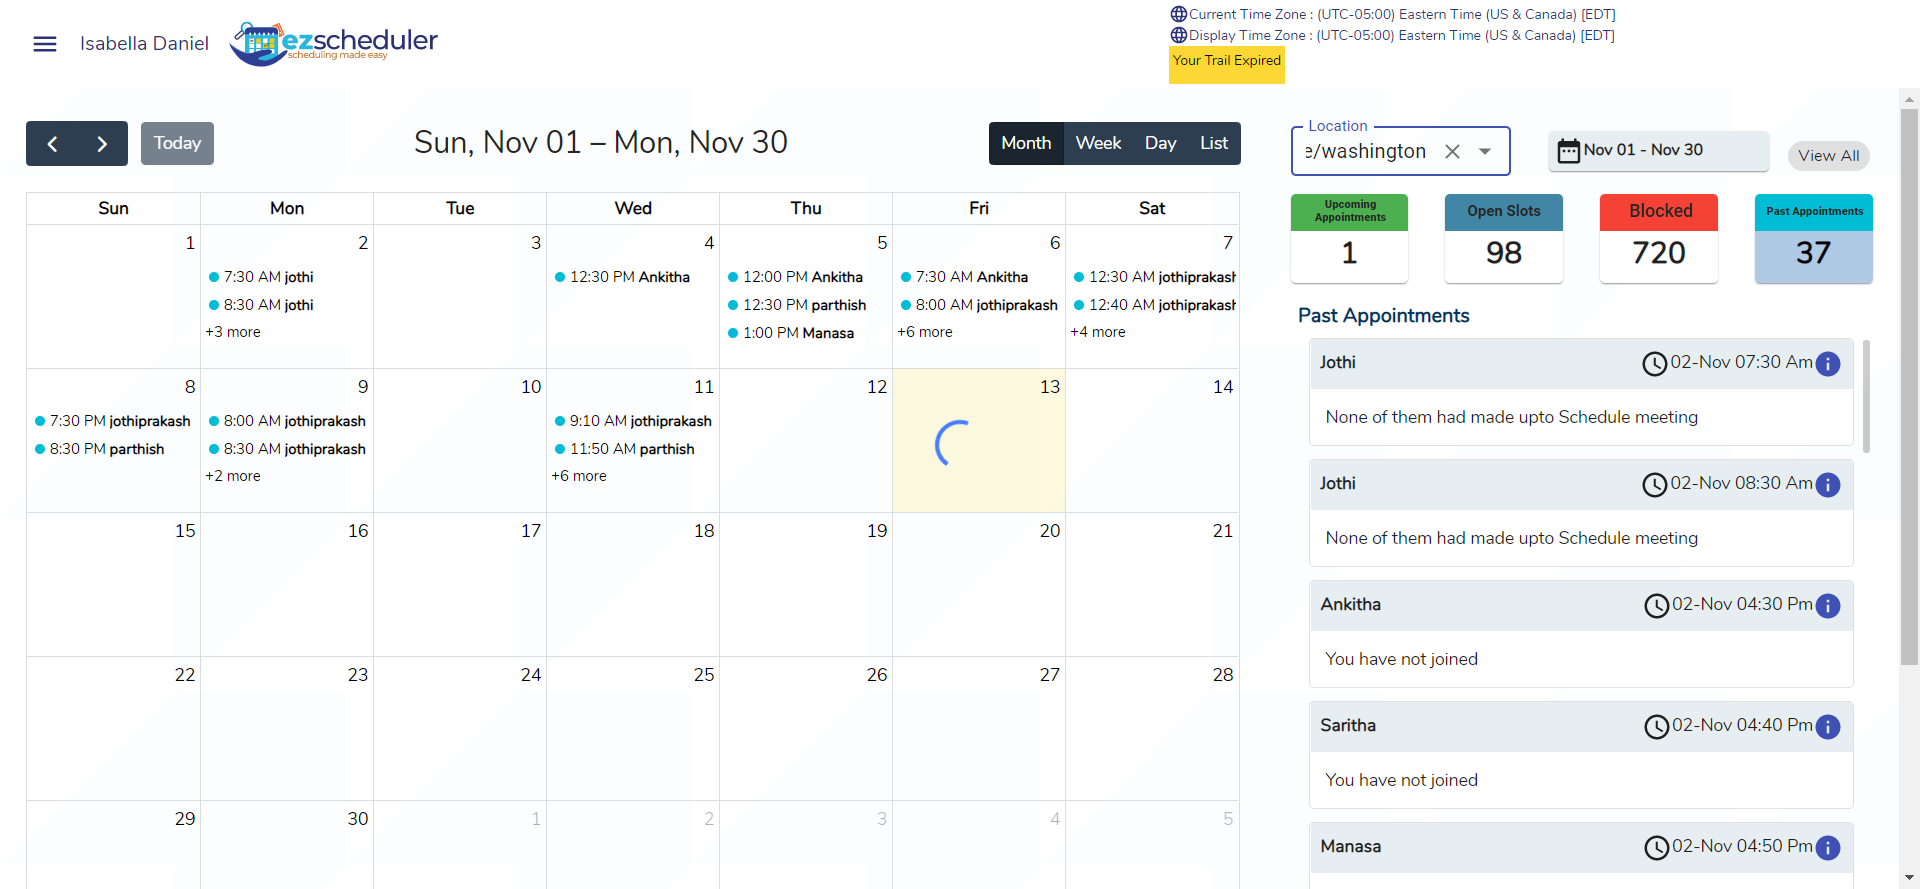 Isabella Daniel
ezscheduler
scheduling made easy
Current Time Zone : (UTC-05:00) Eastern Time (US & Canada) [EDT]
Display Time Zone : (UTC-05:00) Eastern Time (US & Canada) [EDT]
Your Trail Expired
Today
Sun, Nov 01 – Mon, Nov 30
Month Week Day List
Sun Mon Tue Wed Thu Fri Sat
1 2 3 4 5 6 7
7:30 AM jothi
8:30 AM jothi
+3 more
12:30 PM Ankitha
12:00 PM Ankitha
12:30 PM parthish
1:00 PM Manasa
7:30 AM Ankitha
8:00 AM jothiprakash
+6 more
12:30 AM jothiprakash
12:40 AM jothiprakash
+4 more
8 9 10 11 12 13 14
7:30 PM jothiprakash
8:30 PM parthish
8:00 AM jothiprakash
8:30 AM jothiprakash
+2 more
9:10 AM jothiprakash
11:50 AM parthish
+6 more
15 16 17 18 19 20 21
22 23 24 25 26 27 28
29 30 1 2 3 4 5
Location
e/washington
Nov 01 - Nov 30
View All
Upcoming
Appointments
1
Open Slots
98
Blocked
720
Past Appointments
37
Past Appointments
Jothi 02-Nov 07:30 Am
None of them had made upto Schedule meeting
Jothi 02-Nov 08:30 Am
None of them had made upto Schedule meeting
Ankitha 02-Nov 04:30 Pm
You have not joined
Saritha 02-Nov 04:40 Pm
You have not joined
Manasa 02-Nov 04:50 Pm